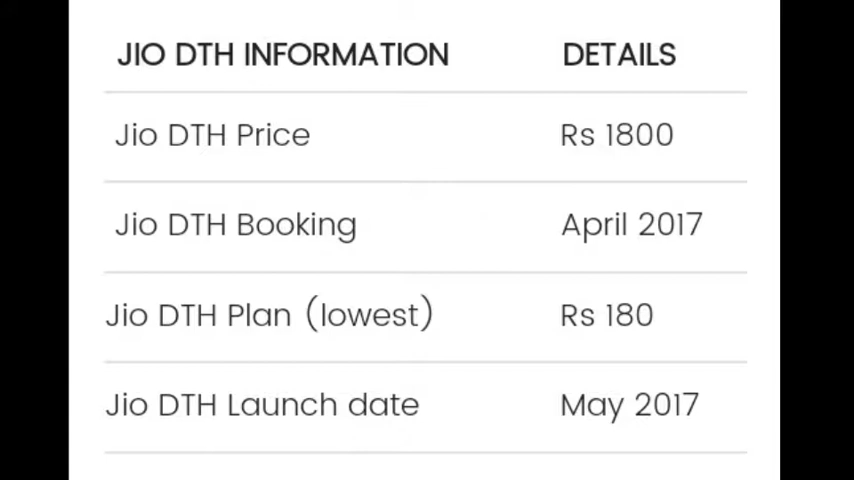 JIO DTH INFORMATION DETAILS
Jio DTH Price Rs 1800
Jio DTH Booking April 2017
Jio DTH Plan (lowest) Rs 180
Jio DTH Launch date May 2017